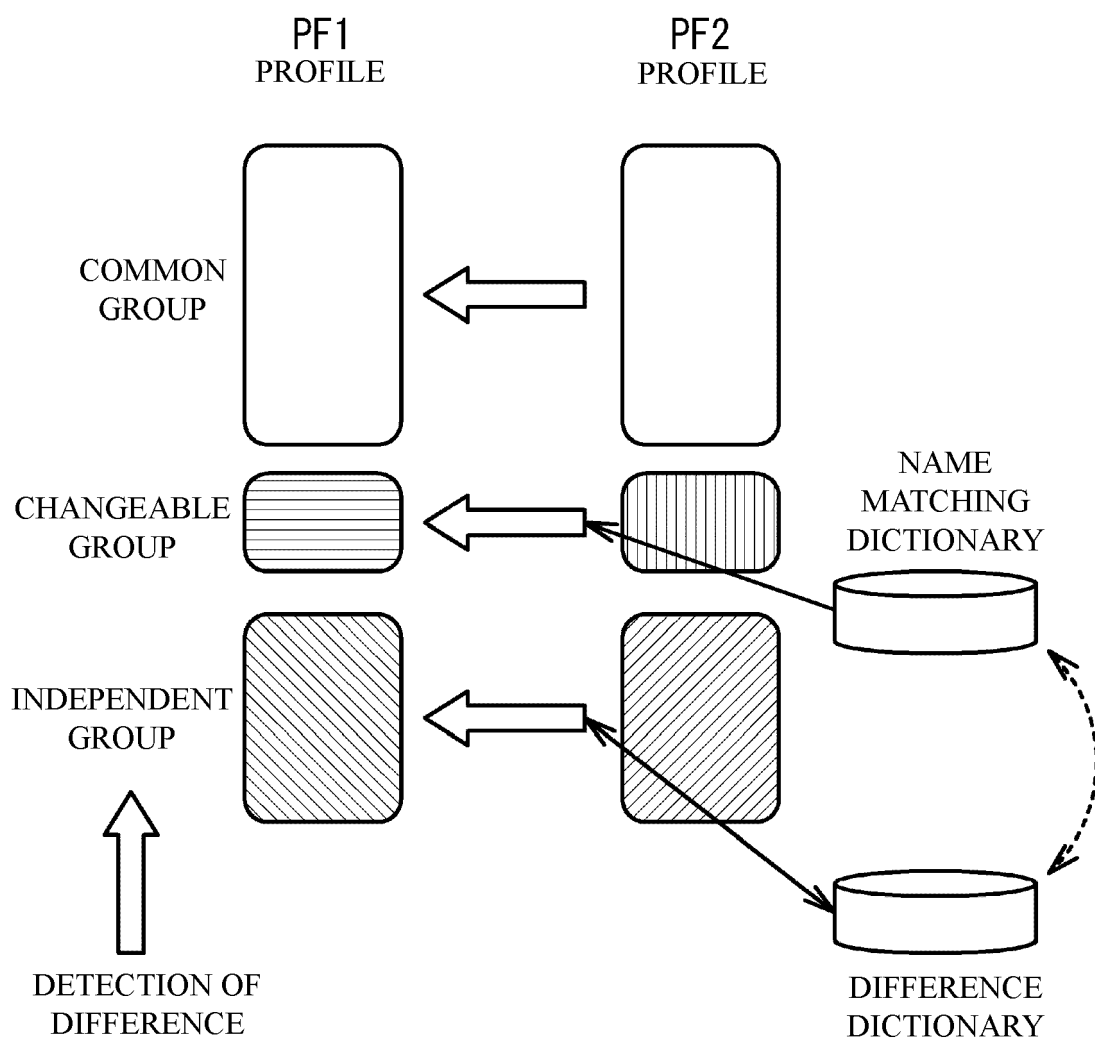 PF1
PROFILE
PF2
PROFILE
COMMON
GROUP
CHANGEABLE
GROUP
NAME
MATCHING
DICTIONARY
INDEPENDENT
GROUP
DETECTION OF
DIFFERENCE
DIFFERENCE
DICTIONARY